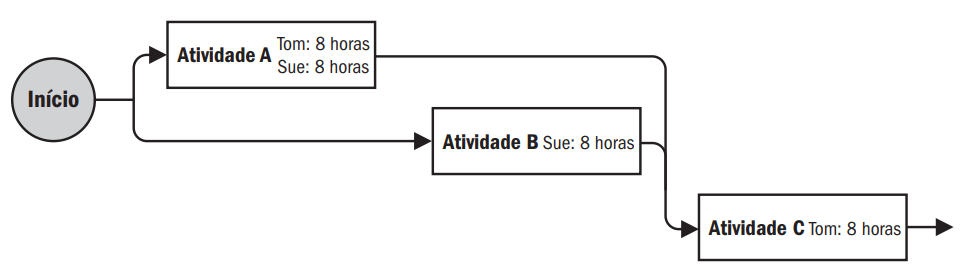 Início
Atividade A
Tom: 8 horas
Sue: 8 horas
Atividade B Sue: 8 horas
Atividade C Tom: 8 horas